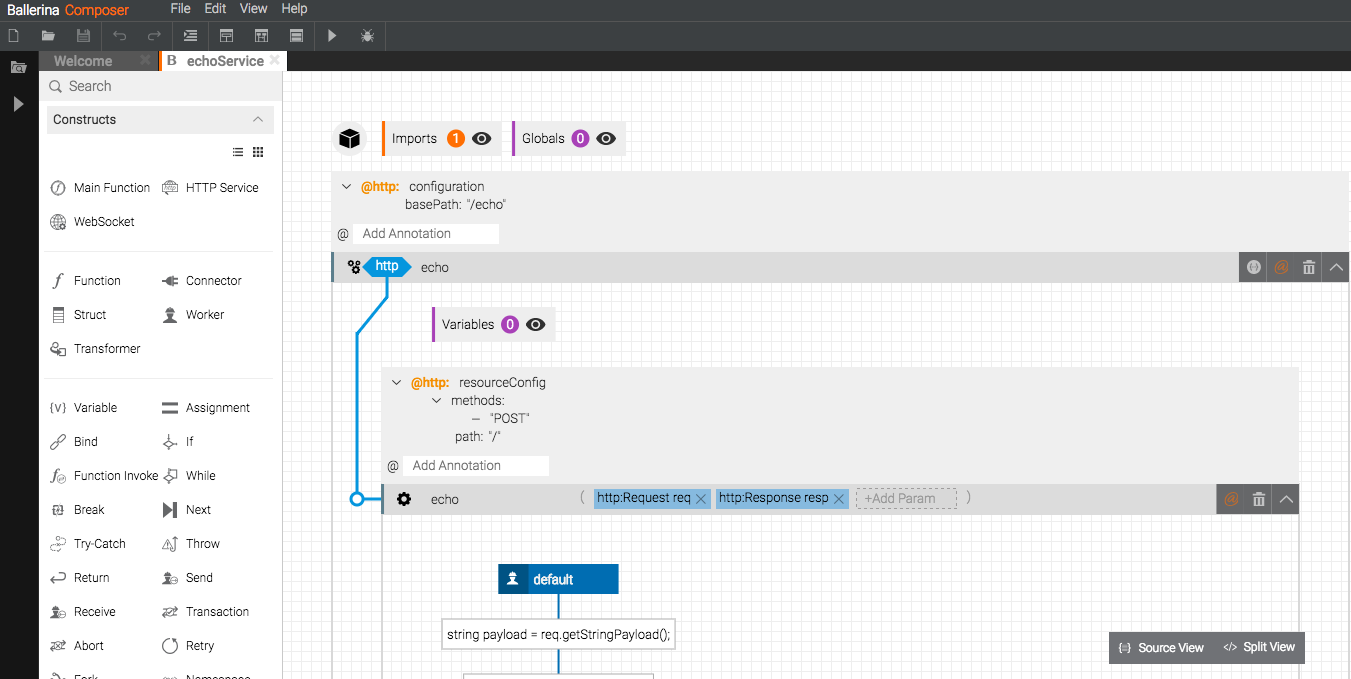 Ballerina Composer File Edit View Help
Welcome B echoService
Search
Constructs
Main Function HTTP Service
WebSocket
Function Connector
Struct Worker
Transformer
{V} Variable Assignment
Bind If
Function Invoke While
Break Next
Try-Catch Throw
Return Send
Receive Transaction
Abort Retry
Fork Namespace
Imports 1 Globals 0
@http: configuration
basePath: "/echo"
@ Add Annotation
http echo
Variables 0
@http: resourceConfig
methods:
– "POST"
path: "/"
@ Add Annotation
echo ( http:Request req http:Response resp +Add Param )
default
string payload = req.getStringPayload();
Source View </> Split View